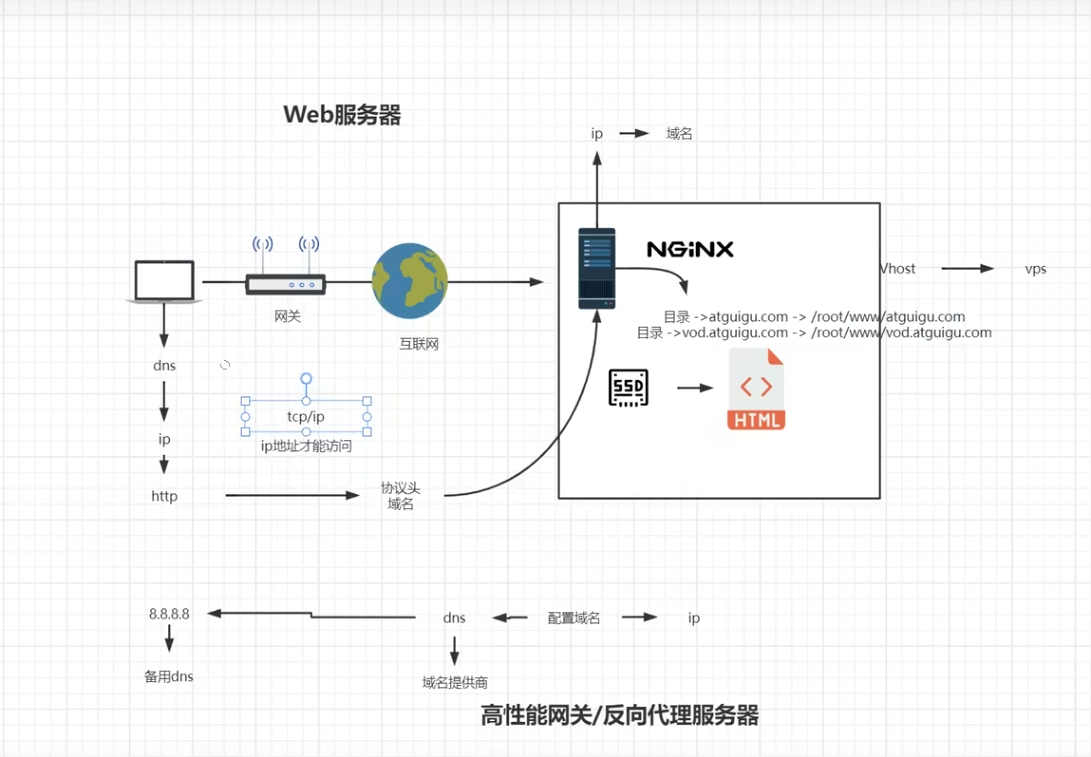 Web服务器
ip
域名
NGiNX
Vhost
vps
网关
互联网
目录 ->atguigu.com -> /root/www/atguigu.com
目录 ->vod.atguigu.com -> /root/www/vod.atguigu.com
dns
SSD
HTML
tcp/ip
ip
ip地址才能访问
http
协议头
域名
8.8.8.8
dns
配置域名
ip
备用dns
域名提供商
高性能网关/反向代理服务器